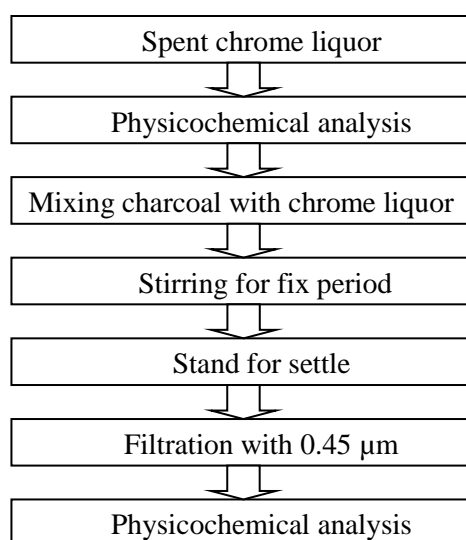 Spent chrome liquor
Physicochemical analysis
Mixing charcoal with chrome liquor
Stirring for fix period
Stand for settle
Filtration with 0.45 µm
Physicochemical analysis